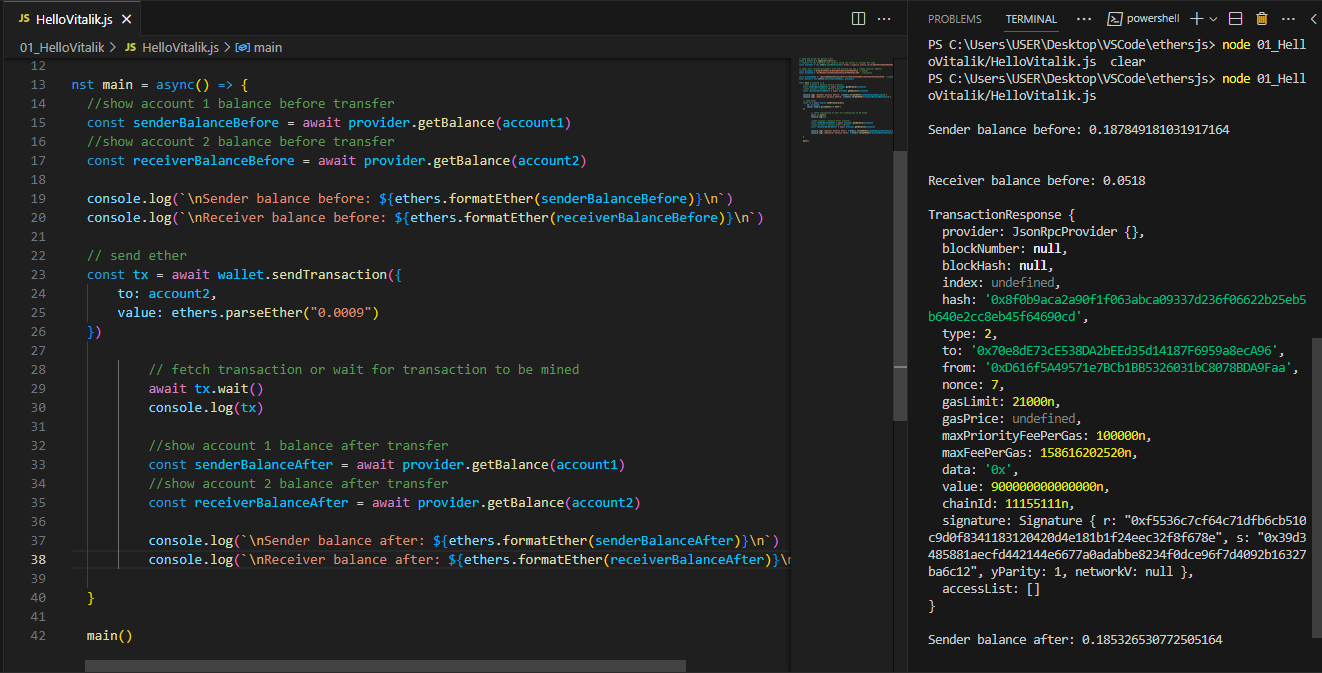 JS HelloVitalik.js
01_HelloVitalik > JS HelloVitalik.js > main
12
13 nst main = async() => {
14 //show account 1 balance before transfer
15 const senderBalanceBefore = await provider.getBalance(account1)
16 //show account 2 balance before transfer
17 const receiverBalanceBefore = await provider.getBalance(account2)
18
19 console.log(`\nSender balance before: ${ethers.formatEther(senderBalanceBefore)}\n`)
20 console.log(`\nReceiver balance before: ${ethers.formatEther(receiverBalanceBefore)}\n`)
21
22 // send ether
23 const tx = await wallet.sendTransaction({
24 to: account2,
25 value: ethers.parseEther("0.0009")
26 })
27
28 // fetch transaction or wait for transaction to be mined
29 await tx.wait()
30 console.log(tx)
31
32 //show account 1 balance after transfer
33 const senderBalanceAfter = await provider.getBalance(account1)
34 //show account 2 balance after transfer
35 const receiverBalanceAfter = await provider.getBalance(account2)
36
37 console.log(`\nSender balance after: ${ethers.formatEther(senderBalanceAfter)}\n`)
38 console.log(`\nReceiver balance after: ${ethers.formatEther(receiverBalanceAfter)}\n
39
40 }
41
42 main()
PROBLEMS TERMINAL ··· powershell
PS C:\Users\USER\Desktop\VSCode\ethersjs> node 01_Hell
oVitalik/HelloVitalik.js clear
PS C:\Users\USER\Desktop\VSCode\ethersjs> node 01_Hell
oVitalik/HelloVitalik.js
Sender balance before: 0.187849181031917164
Receiver balance before: 0.0518
TransactionResponse {
provider: JsonRpcProvider {},
blockNumber: null,
blockHash: null,
index: undefined,
hash: '0x8f0b9aca2a90f1f063abca09337d236f06622b25eb5
b640e2cc8eb45f64690cd',
type: 2,
to: '0x70e8dE73cE538DA2bEEd35d14187F6959a8ecA96',
from: '0xD616f5A49571e7BCb1BB5326031bC8078BDA9Faa',
nonce: 7,
gasLimit: 21000n,
gasPrice: undefined,
maxPriorityFeePerGas: 100000n,
maxFeePerGas: 158616202520n,
data: '0x',
value: 900000000000000n,
chainId: 11155111n,
signature: Signature { r: "0xf5536c7cf64c71dfb6cb510
c9d0f8341183120420d4e181b1f24eec32f8f678e", s: "0x39d3
485881aecfd442144e6677a0adabbe8234f0dce96f7d4092b16327
ba6c12", yParity: 1, networkV: null },
accessList: []
}
Sender balance after: 0.185326530772505164